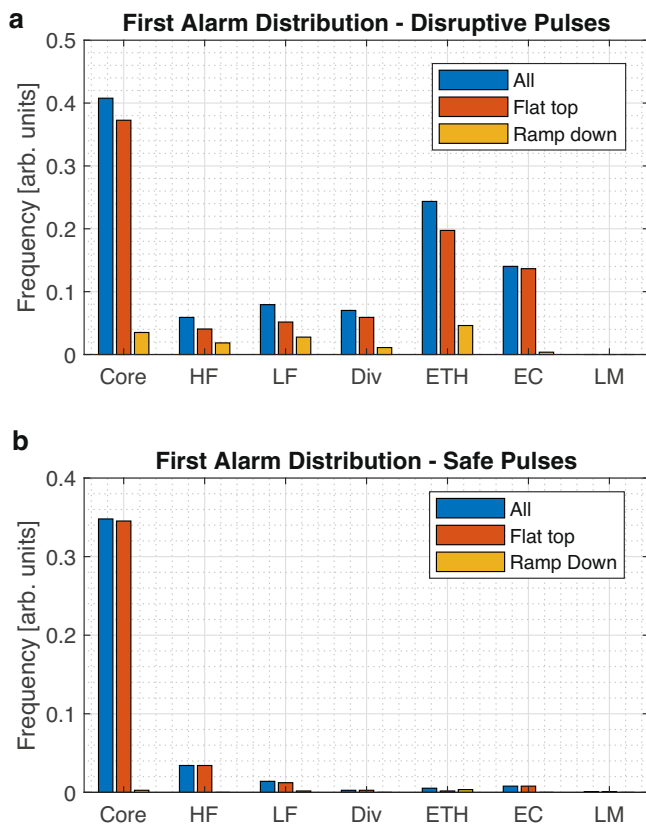 a
First Alarm Distribution - Disruptive Pulses
Frequency [arb. units]
0.5
0.4
0.3
0.2
0.1
0
All
Flat top
Ramp down
Core HF LF Div ETH EC LM
b
First Alarm Distribution - Safe Pulses
Frequency [arb. units]
0.4
0.3
0.2
0.1
0
All
Flat top
Ramp Down
Core HF LF Div ETH EC LM